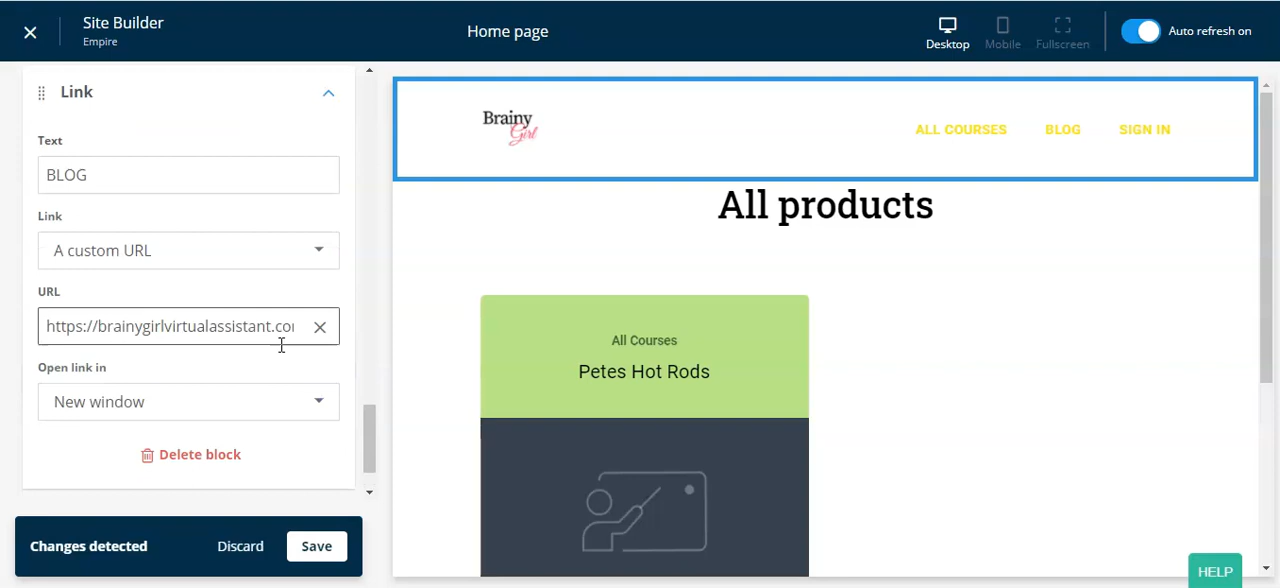 Site Builder
Empire
Home page
Desktop
Mobile
Fullscreen
Auto refresh on
Link
Text
BLOG
Link
A custom URL
URL
https://brainygirlvirtualassistant.co
Open link in
New window
Delete block
Changes detected
Discard
Save
Brainy
Girl
ALL COURSES
BLOG
SIGN IN
All products
All Courses
Petes Hot Rods
HELP